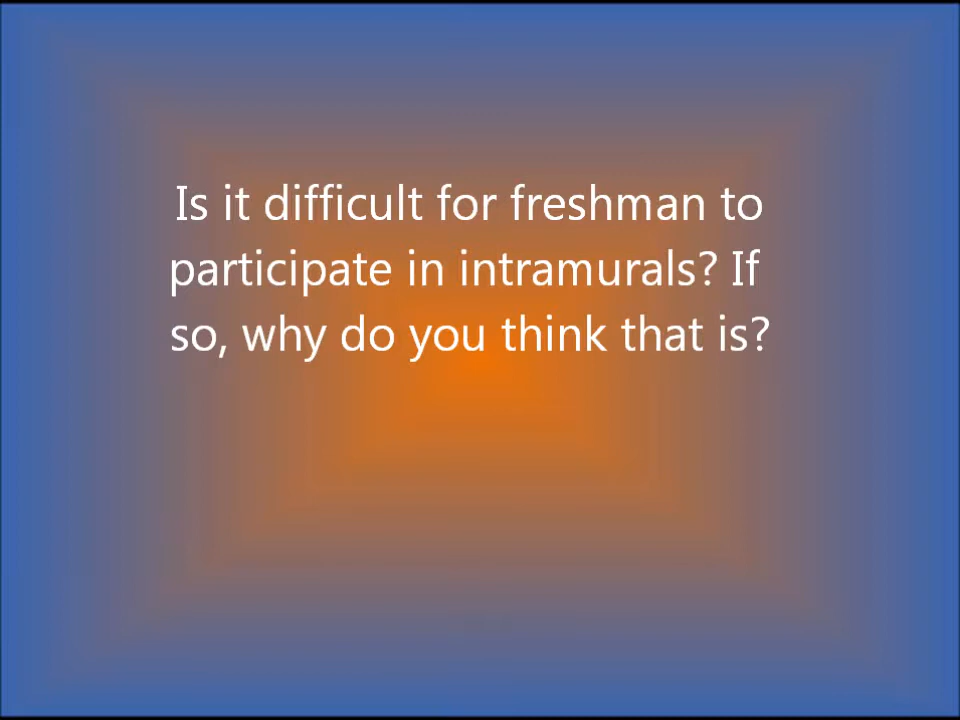 Is it difficult for freshman to
participate in intramurals? If
so, why do you think that is?